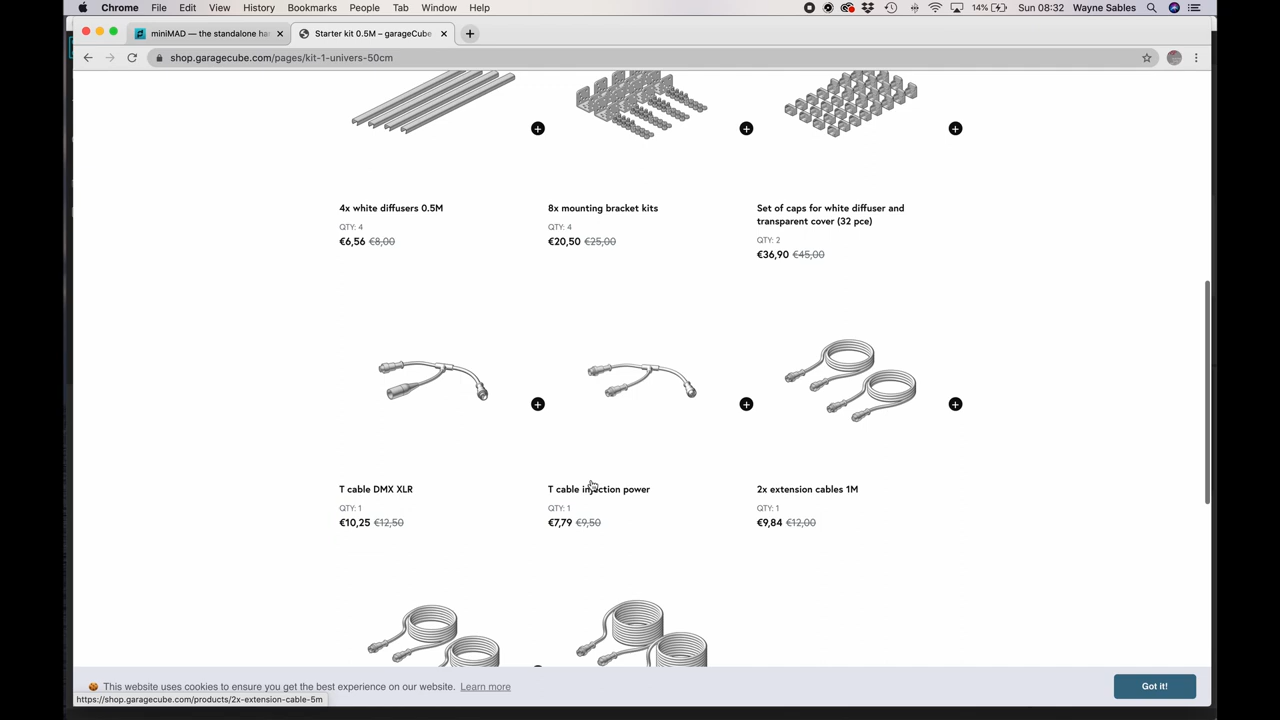 Chrome File Edit View History Bookmarks People Tab Window Help 14% Sun 08:32 Wayne Sables
miniMAD — the standalone har
Starter kit 0.5M – garageCube
shop.garagecube.com/pages/kit-1-univers-50cm
4x white diffusers 0.5M
QTY: 4
€6,56 €8,00
8x mounting bracket kits
QTY: 4
€20,50 €25,00
Set of caps for white diffuser and
transparent cover (32 pce)
QTY: 2
€36,90 €45,00
T cable DMX XLR
QTY: 1
€10,25 €12,50
T cable injection power
QTY: 1
€7,79 €9,50
2x extension cables 1M
QTY: 1
€9,84 €12,00
This website uses cookies to ensure you get the best experience on our website. Learn more
Got it!
https://shop.garagecube.com/products/2x-extension-cable-5m